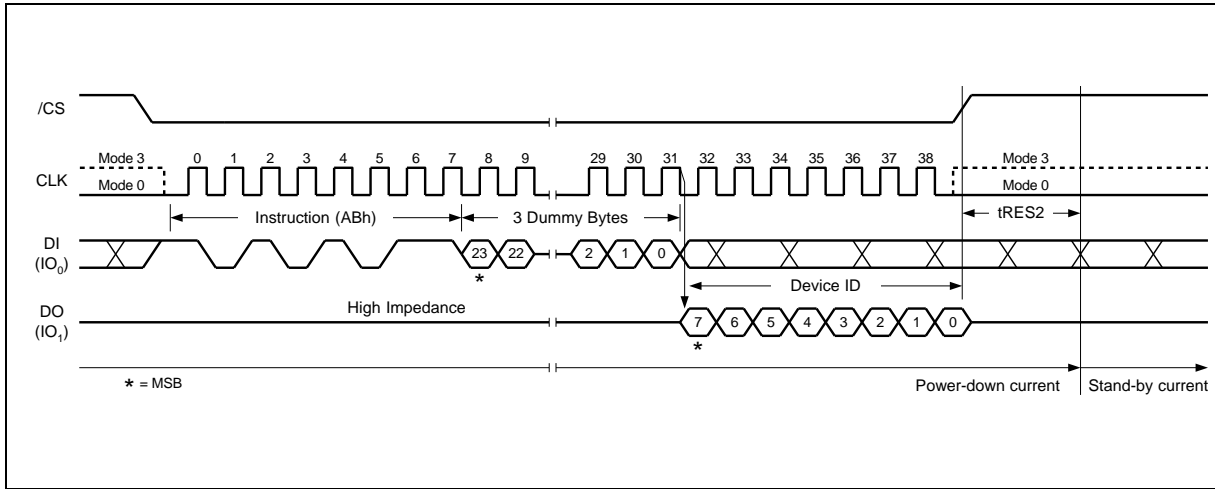 /CS
Mode 3
0 1 2 3 4 5 6 7 8 9 29 30 31 32 33 34 35 36 37 38
Mode 3
CLK
Mode 0
Mode 0
Instruction (ABh)
3 Dummy Bytes
tRES2
DI
(IO0)
23 22 2 1 0
*
Device ID
High Impedance
DO
(IO1)
7 6 5 4 3 2 1 0
*
* = MSB
Power-down current
Stand-by current